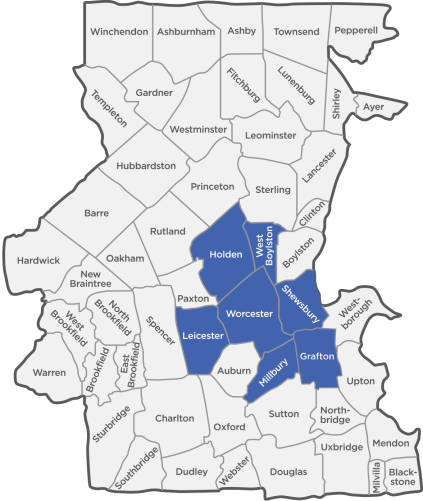 Winchendon
Ashburnham
Ashby
Townsend
Pepperell
Templeton
Gardner
Fitchburg
Lunenburg
Shirley
Ayer
Westminster
Leominster
Lancaster
Hubbardston
Princeton
Sterling
Clinton
Barre
Rutland
Holden
West
Boylston
Boylston
Hardwick
Oakham
New
Braintree
Paxton
Worcester
Shewsbury
West-
borough
West
Brookfield
North
Brookfield
Spencer
Leicester
Grafton
Warren
Brookfield
East
Brookfield
Auburn
Millbury
Upton
Sturbridge
Charlton
Oxford
Sutton
North-
bridge
Southbridge
Dudley
Webster
Douglas
Uxbridge
Mendon
Milvilla
Black-
stone